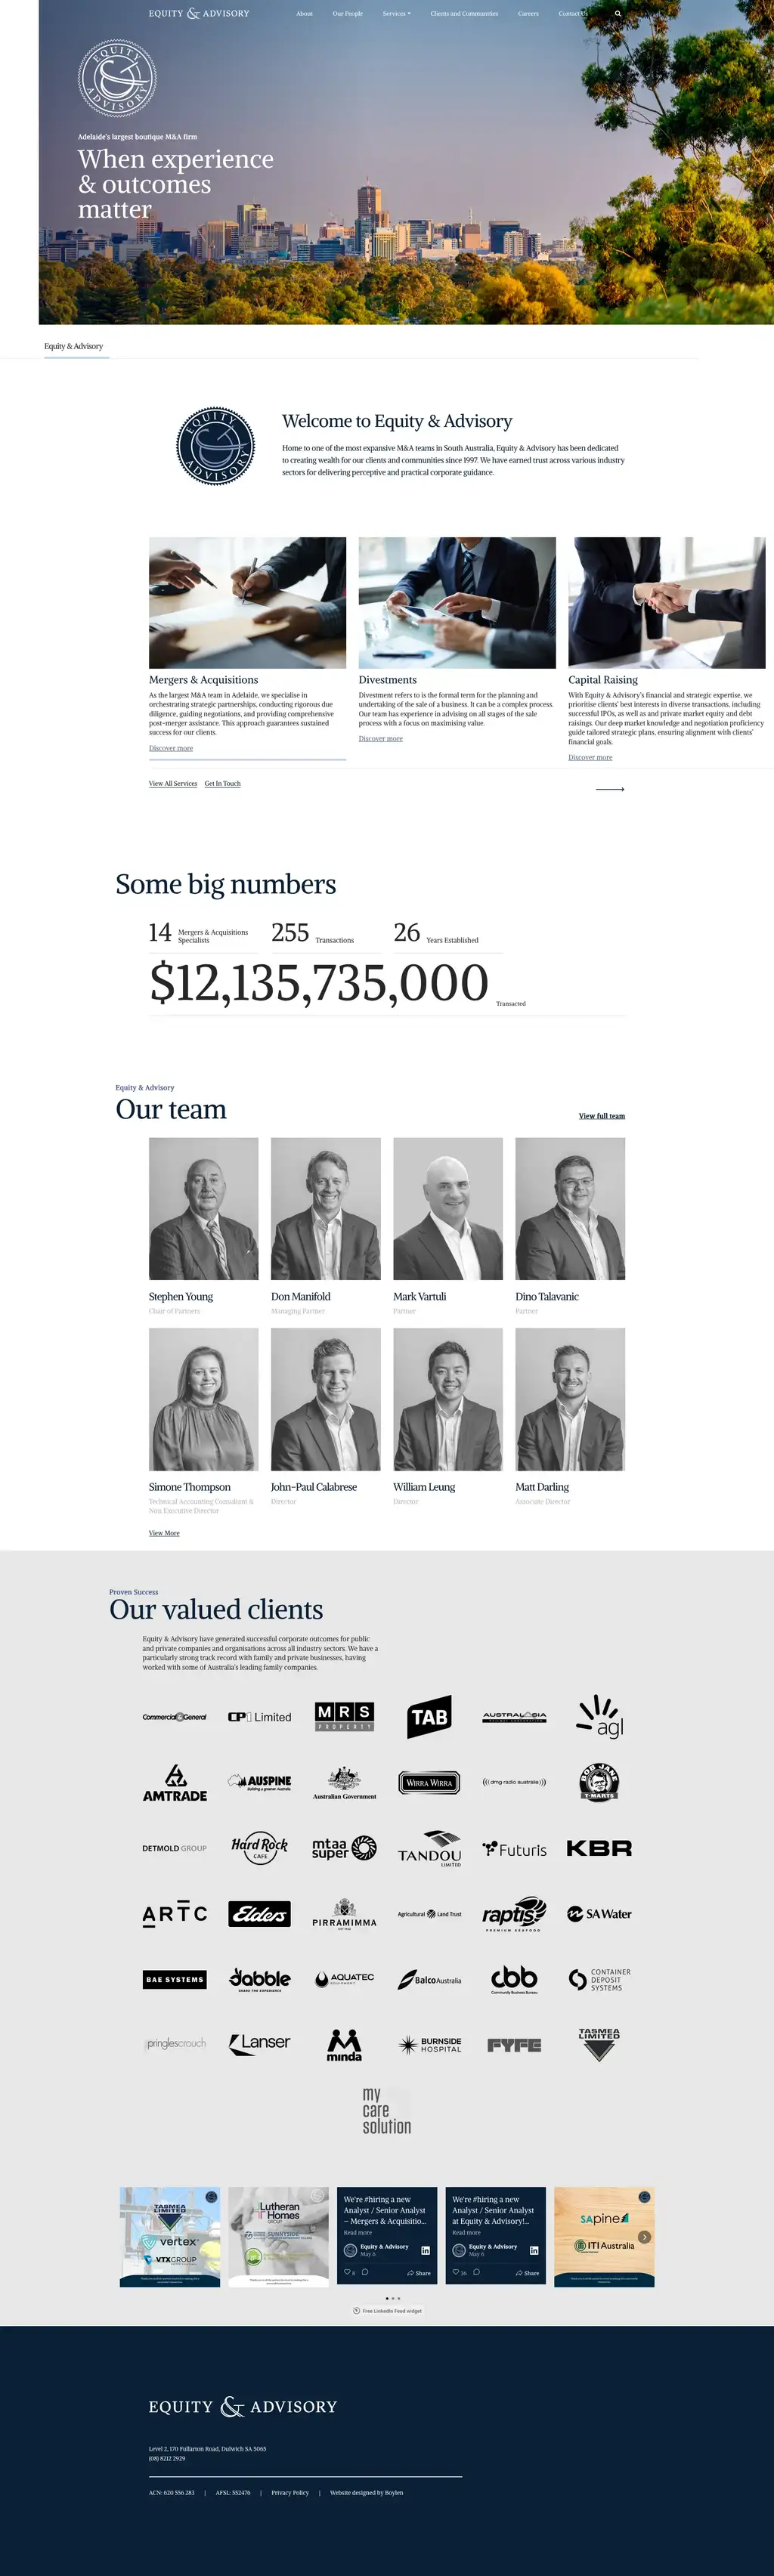 EQUITY & ADVISORY
About
Our People
Services
Clients and Communities
Careers
Contact Us
EQUITY & ADVISORY
Adelaide's largest boutique M&A firm
When experience
& outcomes
matter
Equity & Advisory
EQUITY ADVISORY
Welcome to Equity & Advisory
Home to one of the most expansive M&A teams in South Australia, Equity & Advisory has been dedicated
to creating wealth for our clients and communities since 1997. We have earned trust across various industry
sectors for delivering perceptive and practical corporate guidance.
Mergers & Acquisitions
As the largest M&A team in Adelaide, we specialise in
orchestrating strategic partnerships, conducting rigorous due
diligence, guiding negotiations, and providing comprehensive
post-merger assistance. This approach guarantees sustained
success for our clients.
Discover more
Divestments
Divestment refers to is the formal term for the planning and
undertaking of the sale of a business. It can be a complex process.
Our team has experience in advising on all stages of the sale
process with a focus on maximising value.
Discover more
Capital Raising
With Equity & Advisory's financial and strategic expertise, we
prioritise clients' best interests in diverse transactions, including
successful IPOs, as well as and private market equity and debt
raisings. Our deep market knowledge and negotiation proficiency
guide tailored strategic plans, ensuring alignment with clients'
financial goals.
Discover more
View All Services
Get In Touch
Some big numbers
14 Mergers & Acquisitions
Specialists
255 Transactions
26 Years Established
$12,135,735,000 Transacted
Equity & Advisory
Our team
View full team
Stephen Young
Chair of Partners
Don Manifold
Managing Partner
Mark Vartuli
Partner
Dino Talavanic
Partner
Simone Thompson
Technical Accounting Consultant &
Non Executive Director
John-Paul Calabrese
Director
William Leung
Director
Matt Darling
Associate Director
View More
Proven Success
Our valued clients
Equity & Advisory have generated successful corporate outcomes for public
and private companies and organisations across all industry sectors. We have a
particularly strong track record with family and private businesses, having
worked with some of Australia's leading family companies.
Commercial & General
CP Limited
MRS
PROPERTY
TAB
AUSTRALASIA
agl
AMTRADE
AUSPINE
Building a greener Australia
Australian Government
WIRRA WIRRA
dmg radio australia
BOB
T-MARTS
DETMOLD GROUP
Hard Rock
CAFE
mtaa
super
TANDOU
LIMITED
Futuris
KBR
ARTC
Elders
PIRRAMIMMA
Agricultural Land Trust
raptis
PREMIUM SEAFOOD
SA Water
BAE SYSTEMS
dabble
SHARE THE EXPERIENCE
AQUATEC
EQUIPMENT
Balco Australia
cbb
Community Business Bureau
CONTAINER
DEPOSIT
SYSTEMS
pringlescrouch
Lanser
minda
BURNSIDE
HOSPITAL
FYFE
TASMEA
LIMITED
my
care
solution
TASMEA
LIMITED
vertex
VTXGROUP
Lutheran
Homes
GROUP
SUNNYSIDE
We're #hiring a new
Analyst / Senior Analyst
– Mergers & Acquisitio...
Read more
Equity & Advisory
May 6
8
Share
We're #hiring a new
Analyst / Senior Analyst
at Equity & Advisory!...
Read more
Equity & Advisory
May 6
36
Share
SApine
ITI Australia
Free LinkedIn Feed widget
EQUITY & ADVISORY
Level 2, 170 Fullarton Road, Dulwich SA 5065
(08) 8212 2929
ACN: 620 556 283 | AFSL: 552476 | Privacy Policy | Website designed by Boylen